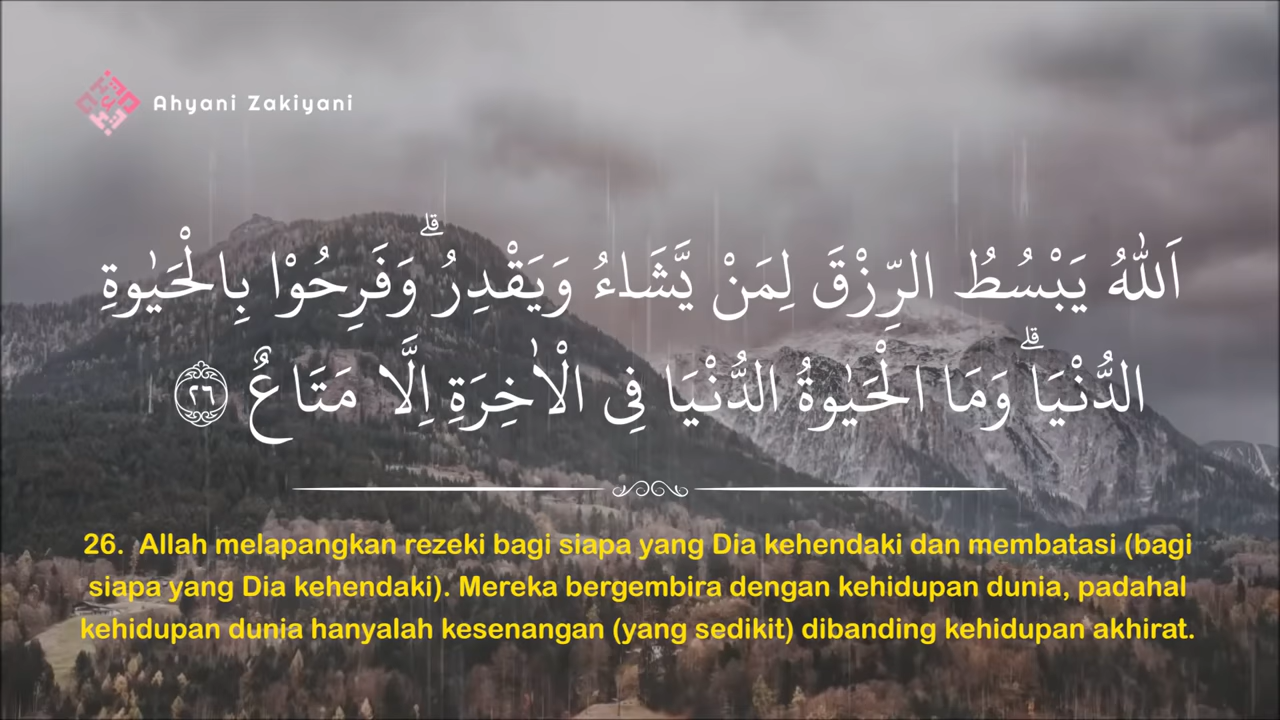 Ahyani Zakiyani
اَللّٰهُ يَبْسُطُ الرِّزْقَ لِمَنْ يَّشَاۤءُ وَيَقْدِرُ ۗوَفَرِحُوْا بِالْحَيٰوةِ
الدُّنْيَاۗ وَمَا الْحَيٰوةُ الدُّنْيَا فِى الْاٰخِرَةِ اِلَّا مَتَاعٌ ٢٦
26. Allah melapangkan rezeki bagi siapa yang Dia kehendaki dan membatasi (bagi
siapa yang Dia kehendaki). Mereka bergembira dengan kehidupan dunia, padahal
kehidupan dunia hanyalah kesenangan (yang sedikit) dibanding kehidupan akhirat.